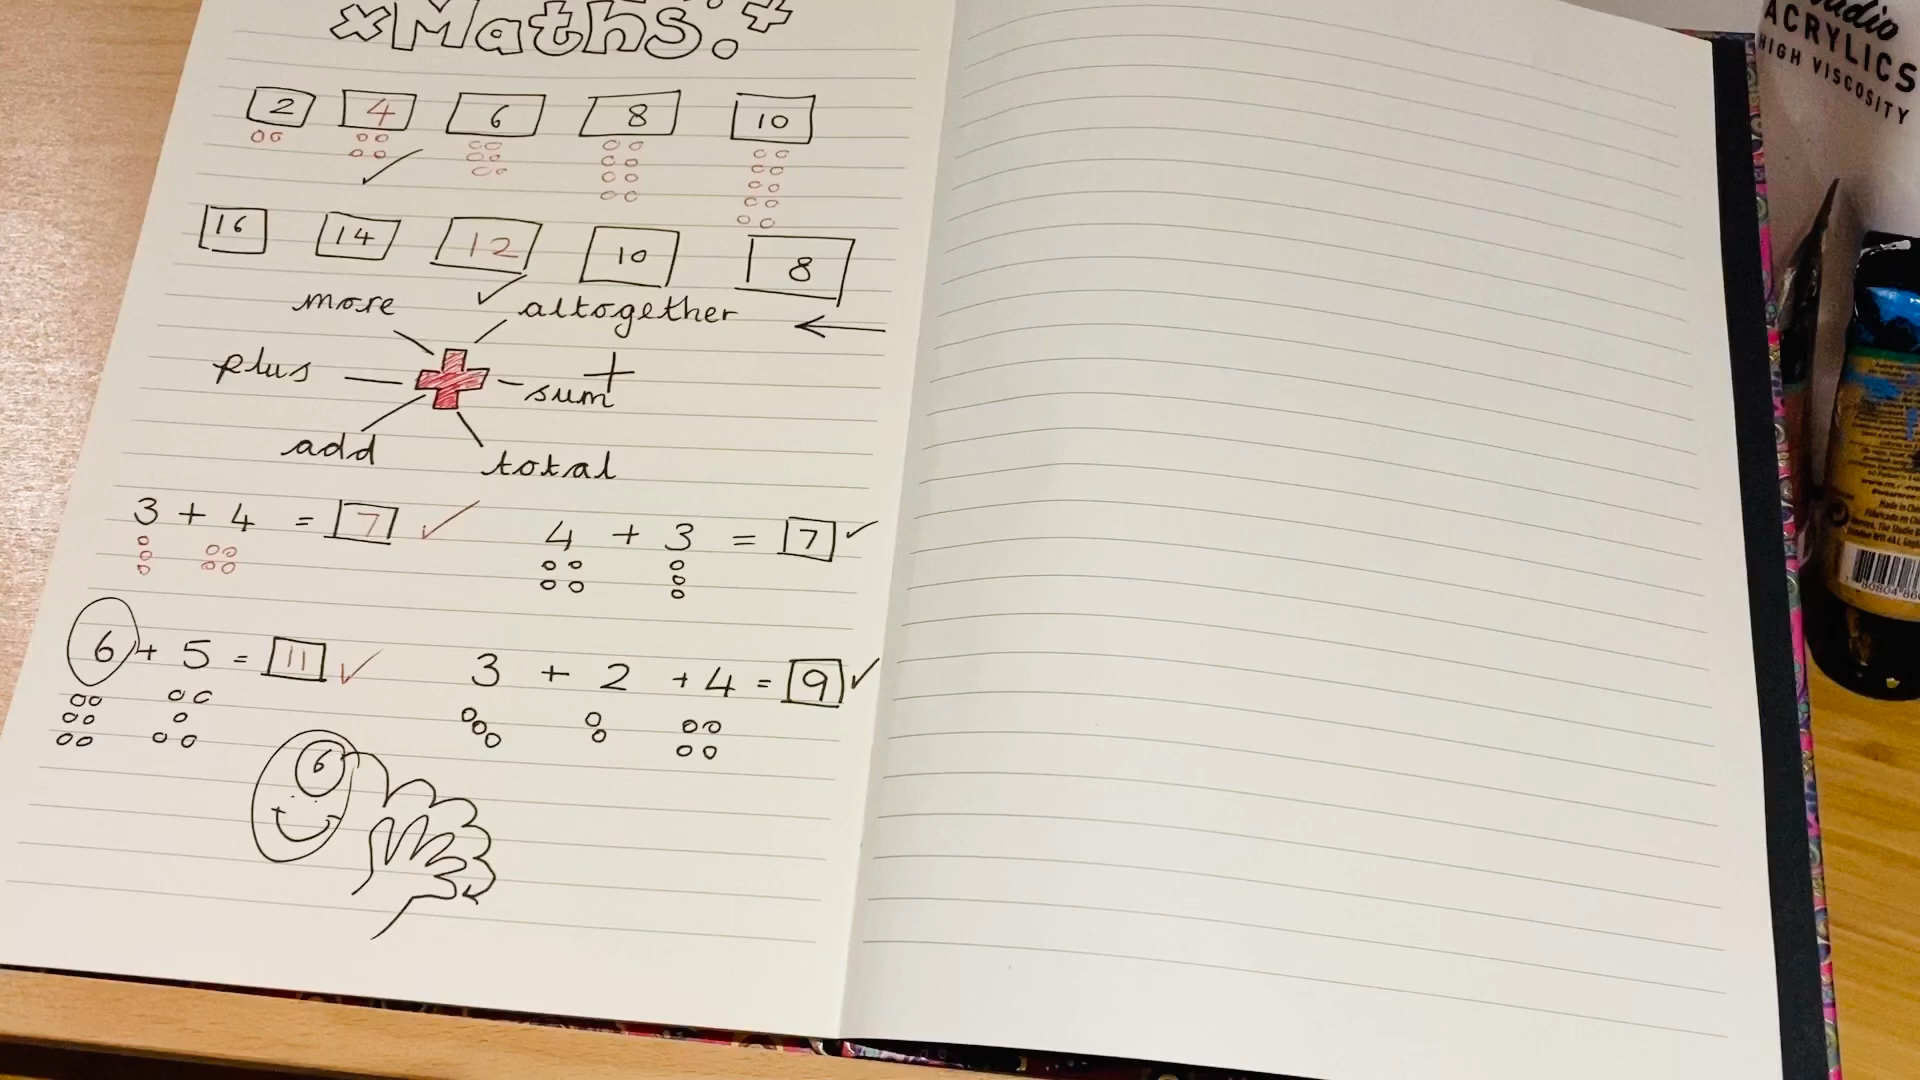 ×Maths÷+
2 4 6 8 10
16 14 12 10 8
more altogether
plus sum +
add total
3 + 4 = 7 ✓ 4 + 3 = 7 ✓
6 + 5 = 11 ✓ 3 + 2 + 4 = 9 ✓
6
ACRYLICS
HIGH VISCOSITY